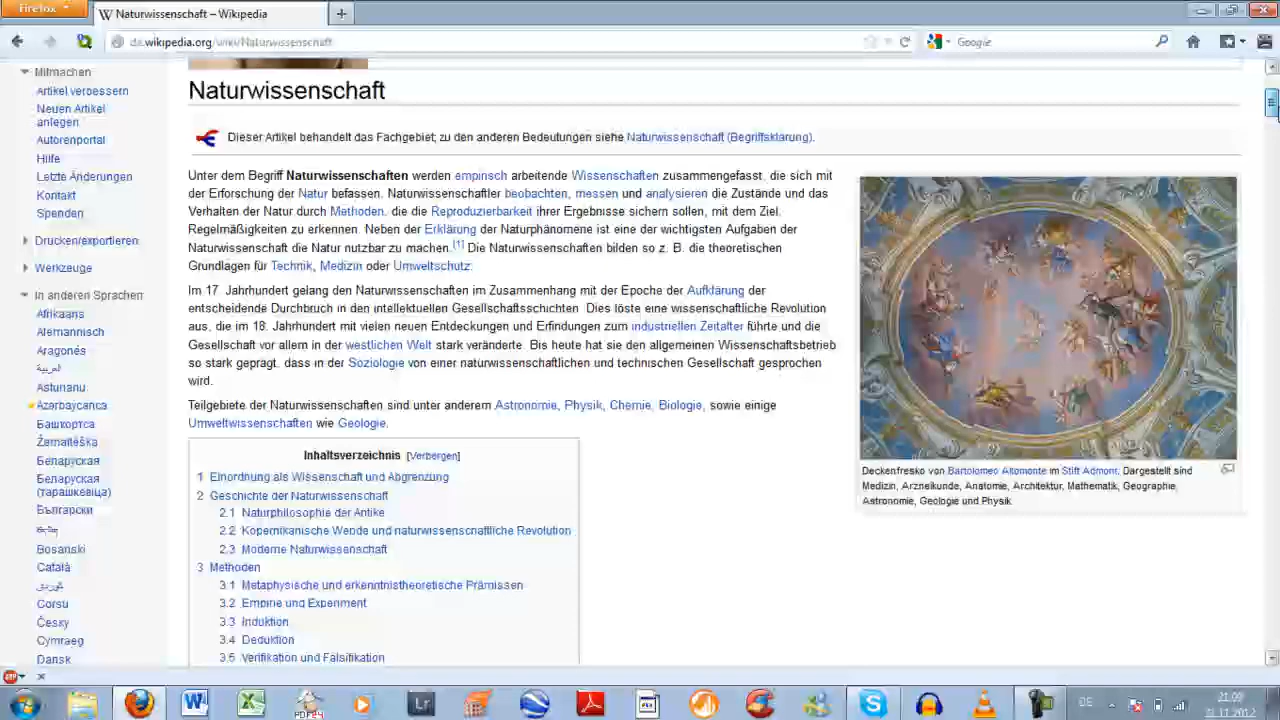 Firefox
Naturwissenschaft – Wikipedia
de.wikipedia.org/wiki/Naturwissenschaft
Google
Mitmachen
Artikel verbessern
Neuen Artikel
anlegen
Autorenportal
Hilfe
Letzte Änderungen
Kontakt
Spenden
Drucken/exportieren
Werkzeuge
In anderen Sprachen
Afrikaans
Alemannisch
Aragonés
العربية
Asturianu
Azərbaycanca
Башҡортса
Žemaitėška
Беларуская
Беларуская
(тарашкевіца)
Български
Bosanski
Català
کوردی
Corsu
Česky
Cymraeg
Dansk
Naturwissenschaft
Dieser Artikel behandelt das Fachgebiet; zu den anderen Bedeutungen siehe Naturwissenschaft (Begriffsklärung).
Unter dem Begriff Naturwissenschaften werden empirisch arbeitende Wissenschaften zusammengefasst, die sich mit
der Erforschung der Natur befassen. Naturwissenschaftler beobachten, messen und analysieren die Zustände und das
Verhalten der Natur durch Methoden, die die Reproduzierbarkeit ihrer Ergebnisse sichern sollen, mit dem Ziel,
Regelmäßigkeiten zu erkennen. Neben der Erklärung der Naturphänomene ist eine der wichtigsten Aufgaben der
Naturwissenschaft die Natur nutzbar zu machen.[1] Die Naturwissenschaften bilden so z. B. die theoretischen
Grundlagen für Technik, Medizin oder Umweltschutz.
Im 17. Jahrhundert gelang den Naturwissenschaften im Zusammenhang mit der Epoche der Aufklärung der
entscheidende Durchbruch in den intellektuellen Gesellschaftsschichten. Dies löste eine wissenschaftliche Revolution
aus, die im 18. Jahrhundert mit vielen neuen Entdeckungen und Erfindungen zum industriellen Zeitalter führte und die
Gesellschaft vor allem in der westlichen Welt stark veränderte. Bis heute hat sie den allgemeinen Wissenschaftsbetrieb
so stark geprägt, dass in der Soziologie von einer naturwissenschaftlichen und technischen Gesellschaft gesprochen
wird.
Teilgebiete der Naturwissenschaften sind unter anderem Astronomie, Physik, Chemie, Biologie, sowie einige
Umweltwissenschaften wie Geologie.
Deckenfresko von Bartolomeo Altomonte im Stift Admont. Dargestellt sind
Medizin, Arzneikunde, Anatomie, Architektur, Mathematik, Geographie,
Astronomie, Geologie und Physik.
Inhaltsverzeichnis [Verbergen]
1 Einordnung als Wissenschaft und Abgrenzung
2 Geschichte der Naturwissenschaft
2.1 Naturphilosophie der Antike
2.2 Kopernikanische Wende und naturwissenschaftliche Revolution
2.3 Moderne Naturwissenschaft
3 Methoden
3.1 Metaphysische und erkenntnistheoretische Prämissen
3.2 Empirie und Experiment
3.3 Induktion
3.4 Deduktion
3.5 Verifikation und Falsifikation
ABP
PDF24
Lr
DE
21:00